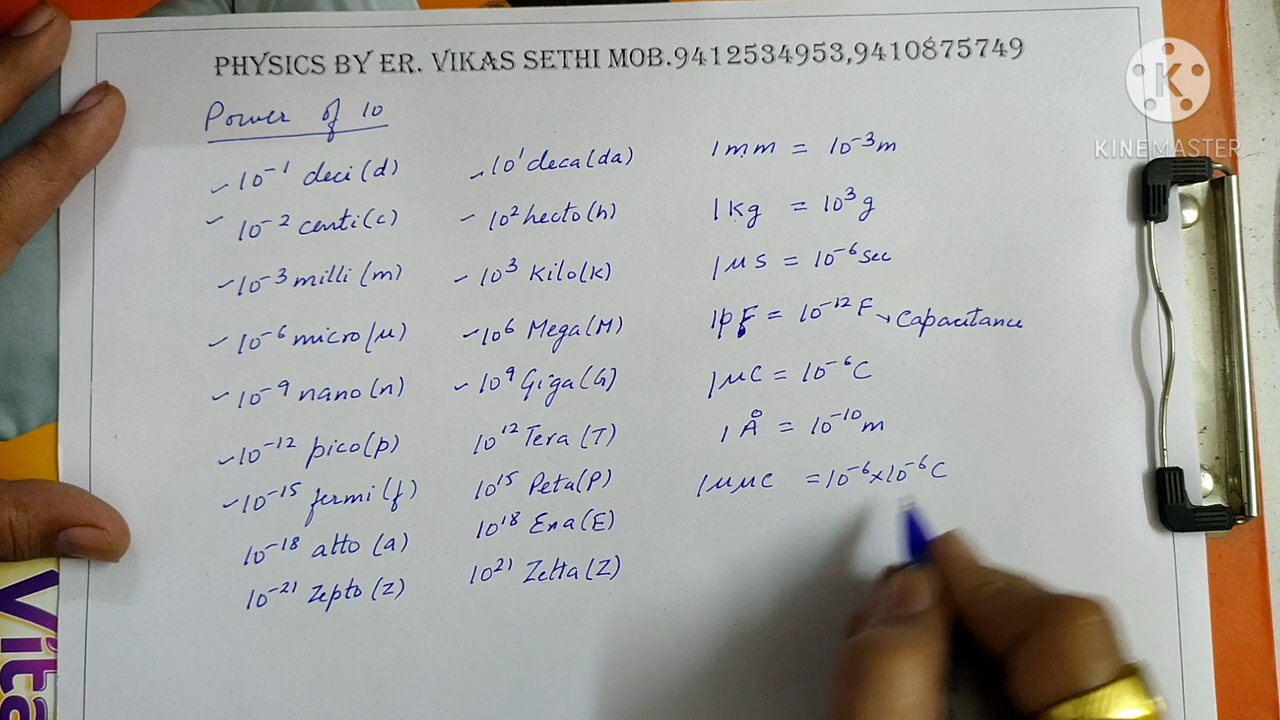 PHYSICS BY ER. VIKAS SETHI MOB.9412534953,9410875749
K
KINEMASTER
Power of 10
10⁻¹ deci (d)
10⁻² centi (c)
10⁻³ milli (m)
10⁻⁶ micro (μ)
10⁻⁹ nano (n)
10⁻¹² pico (p)
10⁻¹⁵ fermi (f)
10⁻¹⁸ atto (a)
10⁻²¹ zepto (z)
10¹ deca (da)
10² hecto (h)
10³ Kilo (K)
10⁶ Mega (M)
10⁹ Giga (G)
10¹² Tera (T)
10¹⁵ Peta (P)
10¹⁸ Exa (E)
10²¹ Zetta (Z)
1 mm = 10⁻³ m
1 kg = 10³ g
1 μs = 10⁻⁶ sec
1 pF = 10⁻¹² F → Capacitance
1 μC = 10⁻⁶ C
1 Å = 10⁻¹⁰ m
1 μμC = 10⁻⁶ × 10⁻⁶ C
Vita